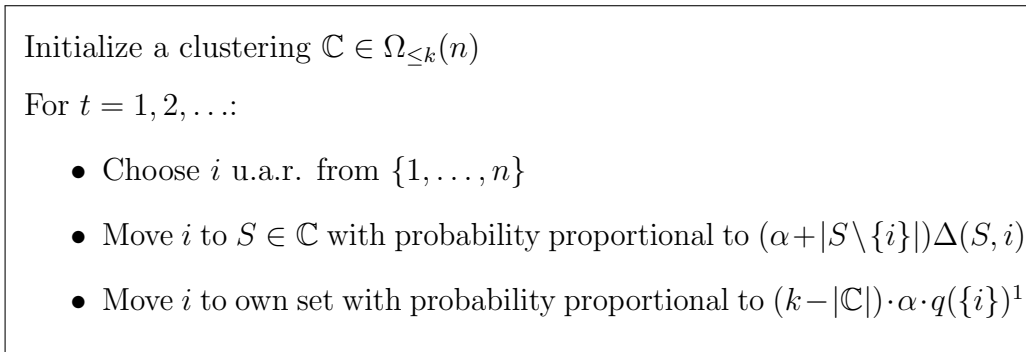 Initialize a clustering ℂ ∈ Ω≤k(n)
For t = 1, 2, . . .:
• Choose i u.a.r. from {1, . . . , n}
• Move i to S ∈ ℂ with probability proportional to (α+|S\{i}|)Δ(S, i)
• Move i to own set with probability proportional to (k−|ℂ|)·α·q({i})¹